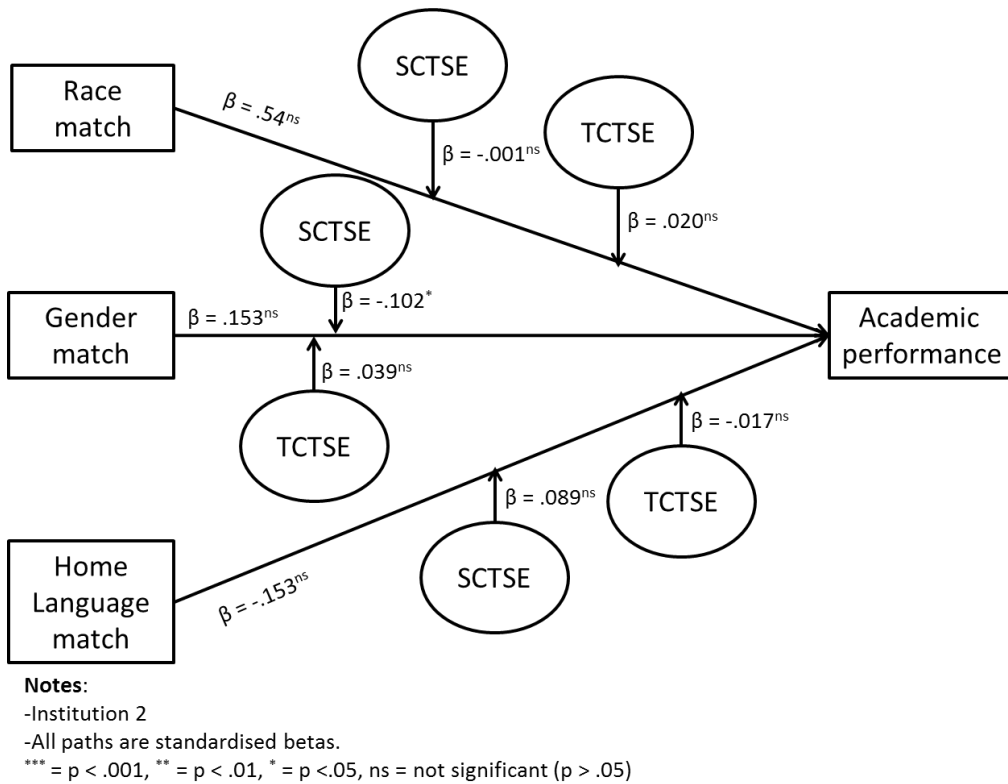 SCTSE
Race
match
β = .54ⁿˢ
TCTSE
β = -.001ⁿˢ
β = .020ⁿˢ
SCTSE
Gender
match
β = .153ⁿˢ
β = -.102*
Academic
performance
β = .039ⁿˢ
TCTSE
β = -.017ⁿˢ
β = .089ⁿˢ
TCTSE
Home
Language
match
β = -.153ⁿˢ
SCTSE
Notes:
-Institution 2
-All paths are standardised betas.
*** = p < .001, ** = p < .01, * = p <.05, ns = not significant (p > .05)